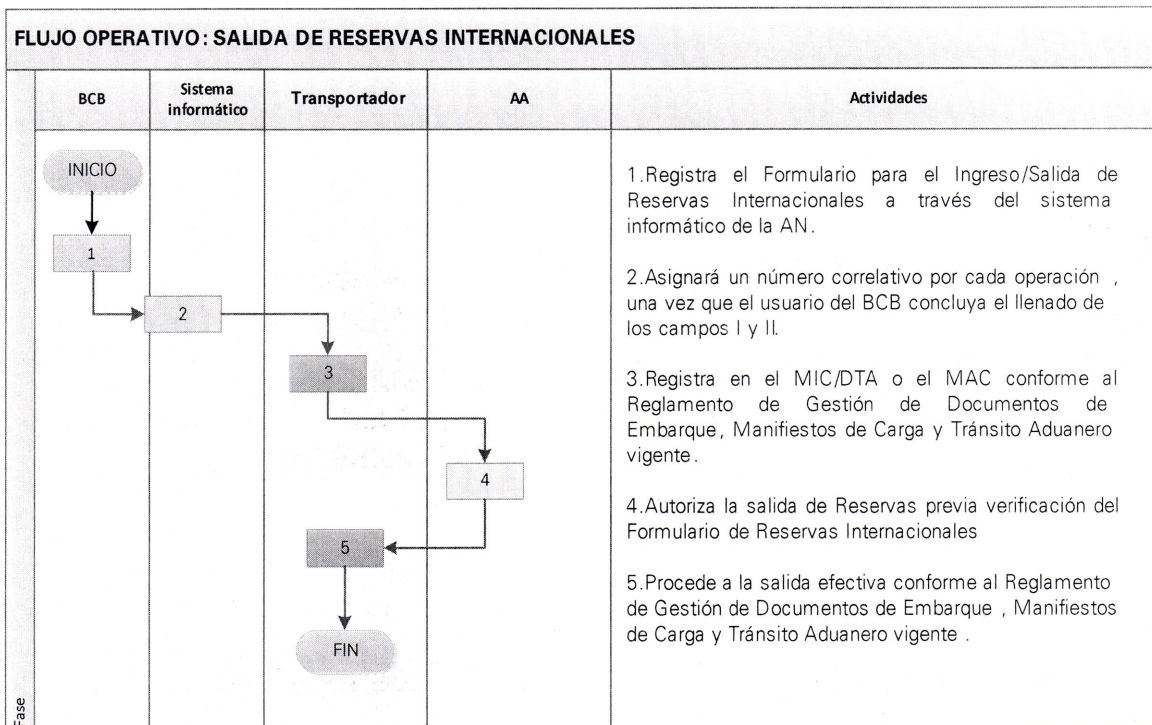 FLUJO OPERATIVO: SALIDA DE RESERVAS INTERNACIONALES
BCB
Sistema
informático
Transportador
AA
Actividades
INICIO
1
2
3
4
5
FIN
1.Registra el Formulario para el Ingreso/Salida de
Reservas Internacionales a través del sistema
informático de la AN.
2.Asignará un número correlativo por cada operación ,
una vez que el usuario del BCB concluya el llenado de
los campos I y II.
3.Registra en el MIC/DTA o el MAC conforme al
Reglamento de Gestión de Documentos de
Embarque, Manifiestos de Carga y Tránsito Aduanero
vigente.
4.Autoriza la salida de Reservas previa verificación del
Formulario de Reservas Internacionales
5.Procede a la salida efectiva conforme al Reglamento
de Gestión de Documentos de Embarque , Manifiestos
de Carga y Tránsito Aduanero vigente .
Fase